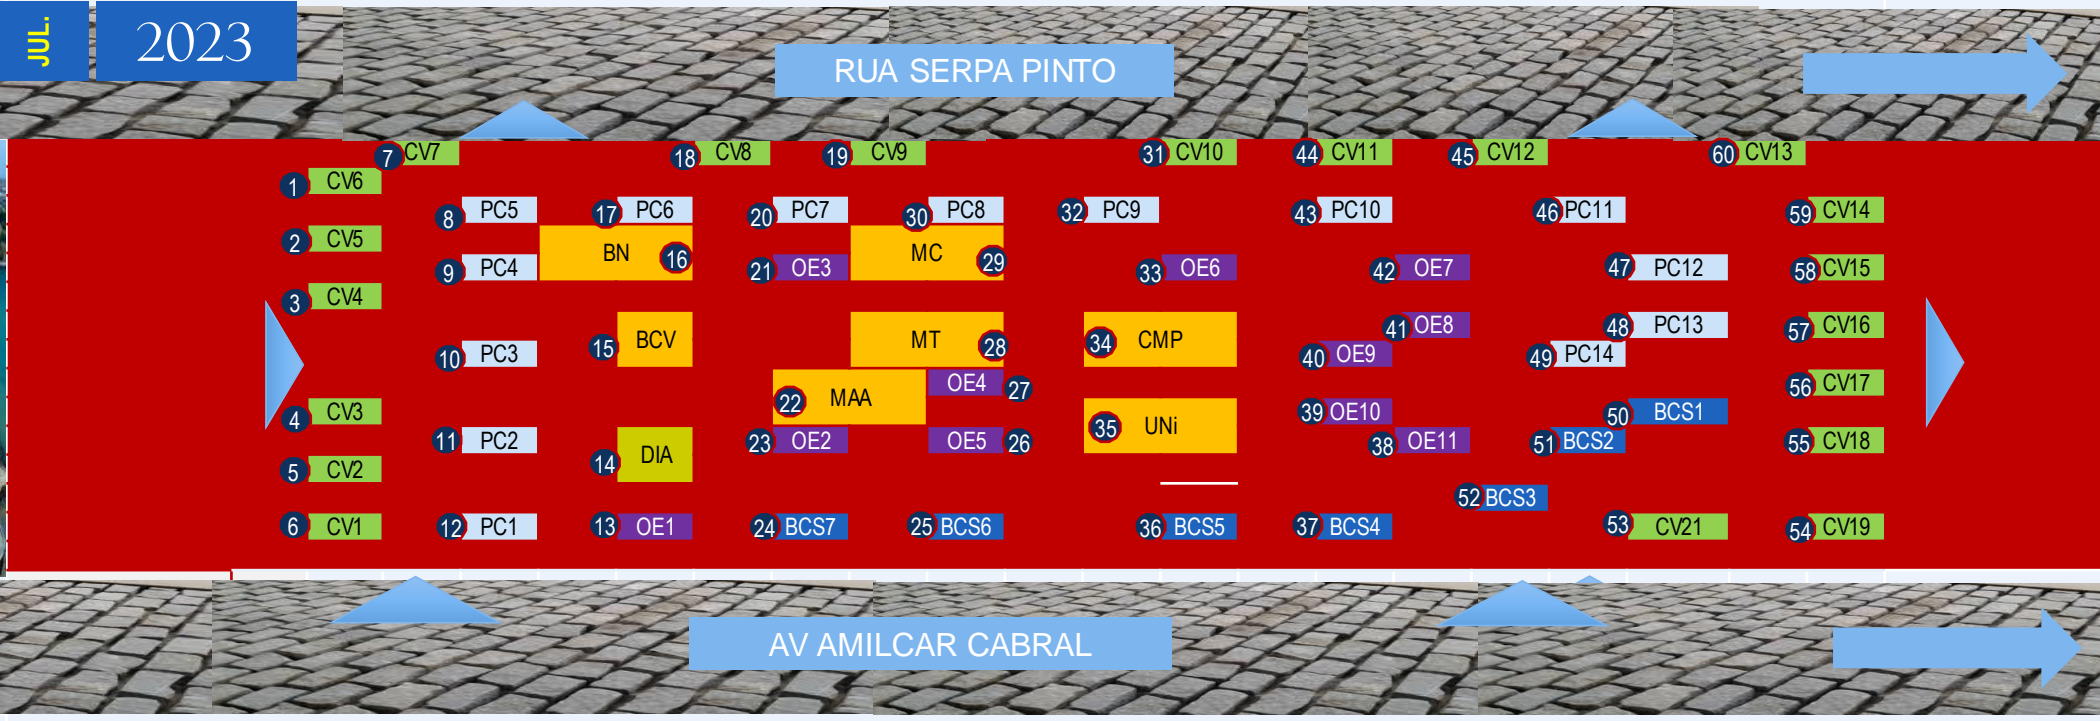 JUL.
2023
RUA SERPA PINTO
7 CV7
18 CV8
19 CV9
31 CV10
44 CV11
45 CV12
60 CV13
1 CV6
8 PC5
17 PC6
20 PC7
30 PC8
32 PC9
43 PC10
46 PC11
59 CV14
2 CV5
9 PC4
BN 16
21 OE3
MC 29
33 OE6
42 OE7
47 PC12
58 CV15
3 CV4
10 PC3
15 BCV
MT 28
34 CMP
41 OE8
40 OE9
48 PC13
49 PC14
57 CV16
4 CV3
22 MAA
OE4 27
35 UNi
39 OE10
50 BCS1
56 CV17
11 PC2
14 DIA
23 OE2
OE5 26
38 OE11
51 BCS2
55 CV18
5 CV2
52 BCS3
6 CV1
12 PC1
13 OE1
24 BCS7
25 BCS6
36 BCS5
37 BCS4
53 CV21
54 CV19
AV AMILCAR CABRAL